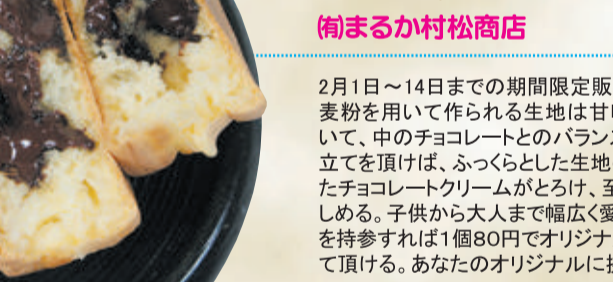 ㈲まるか村松商店
2月1日～14日までの期間限定販
麦粉を用いて作られる生地は甘
いて、中のチョコレートとのバラン
立てを頂けば、ふっくらとした生地
たチョコレートクリームがとろけ、至
しめる。子供から大人まで幅広く愛
を持参すれば1個80円でオリジナ
て頂ける。あなたのオリジナルに